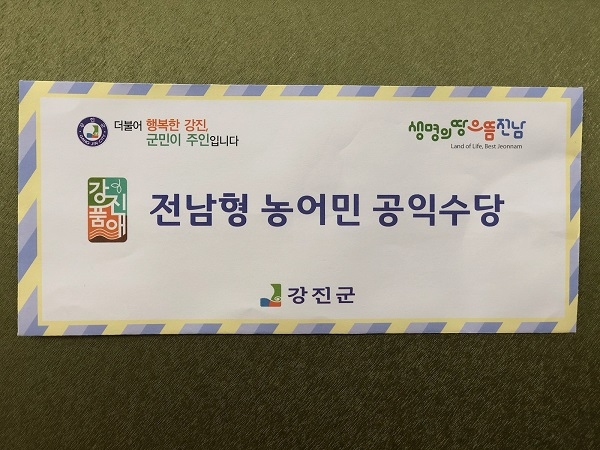 더불어 행복한 강진,
군민이 주인입니다
생명의 땅 으뜸 전남
Land of Life, Best Jeonnam
강진
품애
전남형 농어민 공익수당
강진군